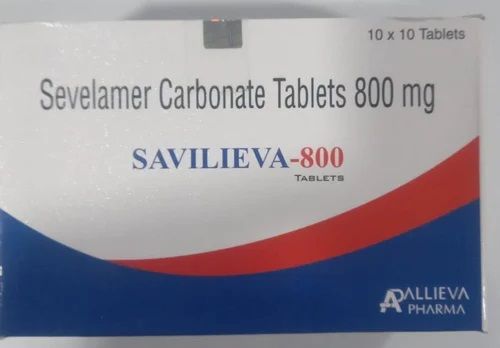 10 x 10 Tablets
Sevelamer Carbonate Tablets 800 mg
SAVILIEVA-800
TABLETS
ALLIEVA
PHARMA